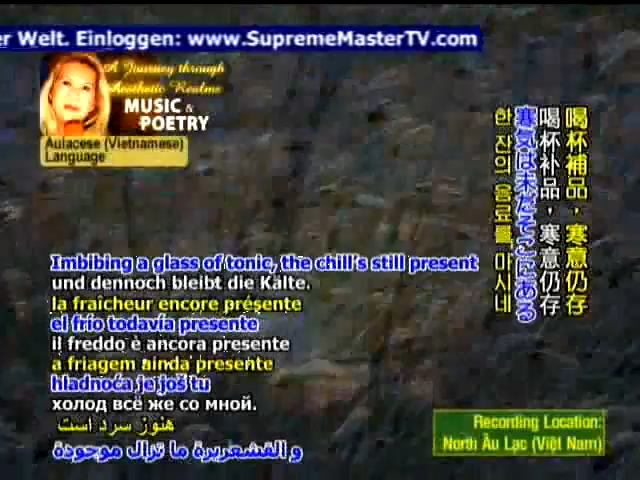 er Welt. Einloggen: www.SupremeMasterTV.com
A Journey through
Aesthetic Realms
MUSIC &
POETRY
Aulacese (Vietnamese)
Language
喝杯補品，寒意仍存
喝杯补品，寒意仍存
寒気は未だそこにある
한 잔의 음료를 마시네
Imbibing a glass of tonic, the chill's still present
und dennoch bleibt die Kälte.
la fraîcheur encore présente
el frío todavía presente
il freddo è ancora presente
a friagem ainda presente
hladnoća je još tu
холод всё же со мной.
هنوز سرد است
و القشعريرة ما تزال موجودة
Recording Location:
North Âu Lạc (Việt Nam)